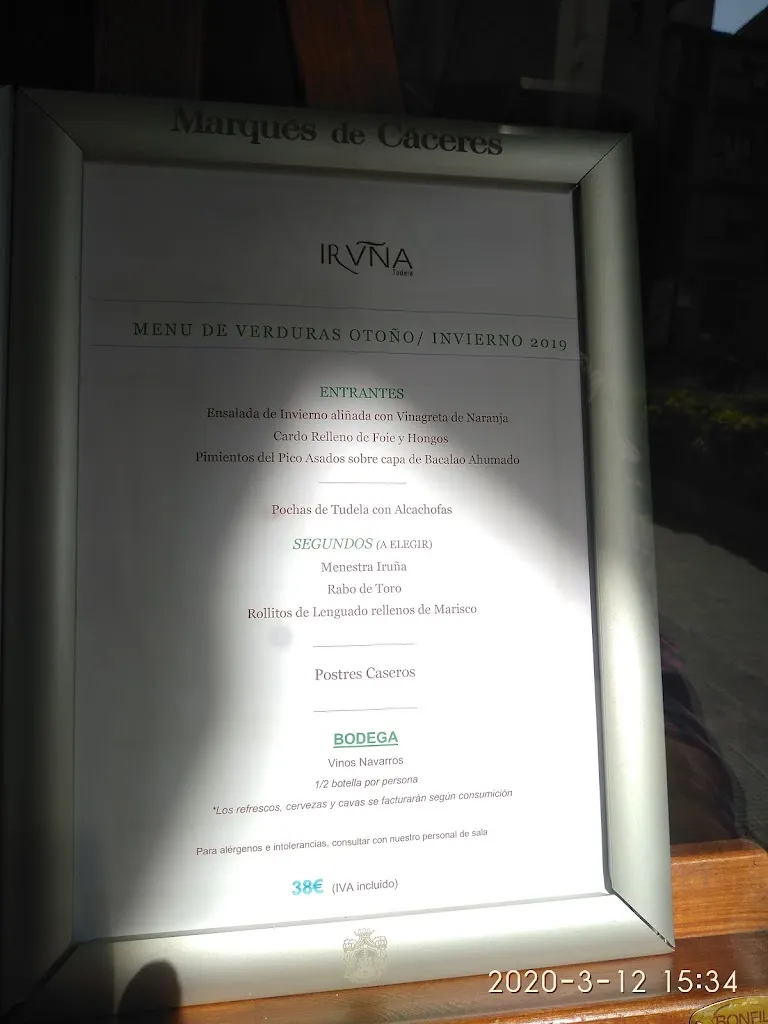 Marqués de Cáceres
IRUÑA
Tudela
MENU DE VERDURAS OTOÑO/ INVIERNO 2019
ENTRANTES
Ensalada de Invierno aliñada con Vinagreta de Naranja
Cardo Relleno de Foie y Hongos
Pimientos del Pico Asados sobre capa de Bacalao Ahumado
Pochas de Tudela con Alcachofas
SEGUNDOS (A ELEGIR)
Menestra Iruña
Rabo de Toro
Rollitos de Lenguado rellenos de Marisco
Postres Caseros
BODEGA
Vinos Navarros
1/2 botella por persona
*Los refrescos, cervezas y cavas se facturarán según consumición
Para alérgenos e intolerancias, consultar con nuestro personal de sala
38€ (IVA incluido)
2020-3-12 15:34